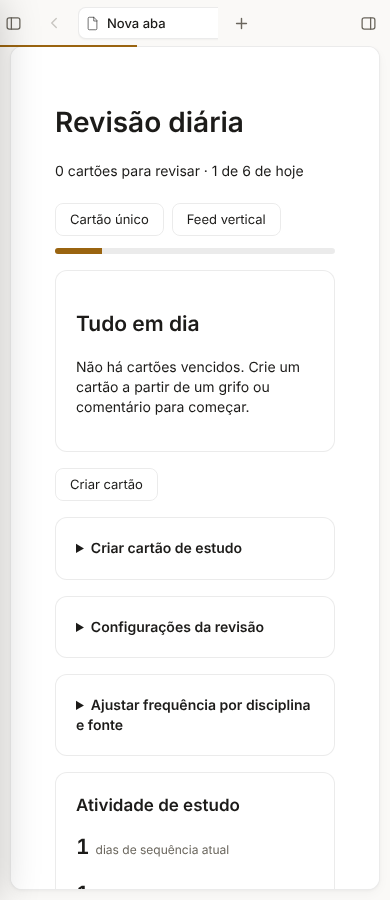 Nova aba
Revisão diária
0 cartões para revisar · 1 de 6 de hoje
Cartão único
Feed vertical
Tudo em dia
Não há cartões vencidos. Crie um
cartão a partir de um grifo ou
comentário para começar.
Criar cartão
Criar cartão de estudo
Configurações da revisão
Ajustar frequência por disciplina
e fonte
Atividade de estudo
1 dias de sequência atual